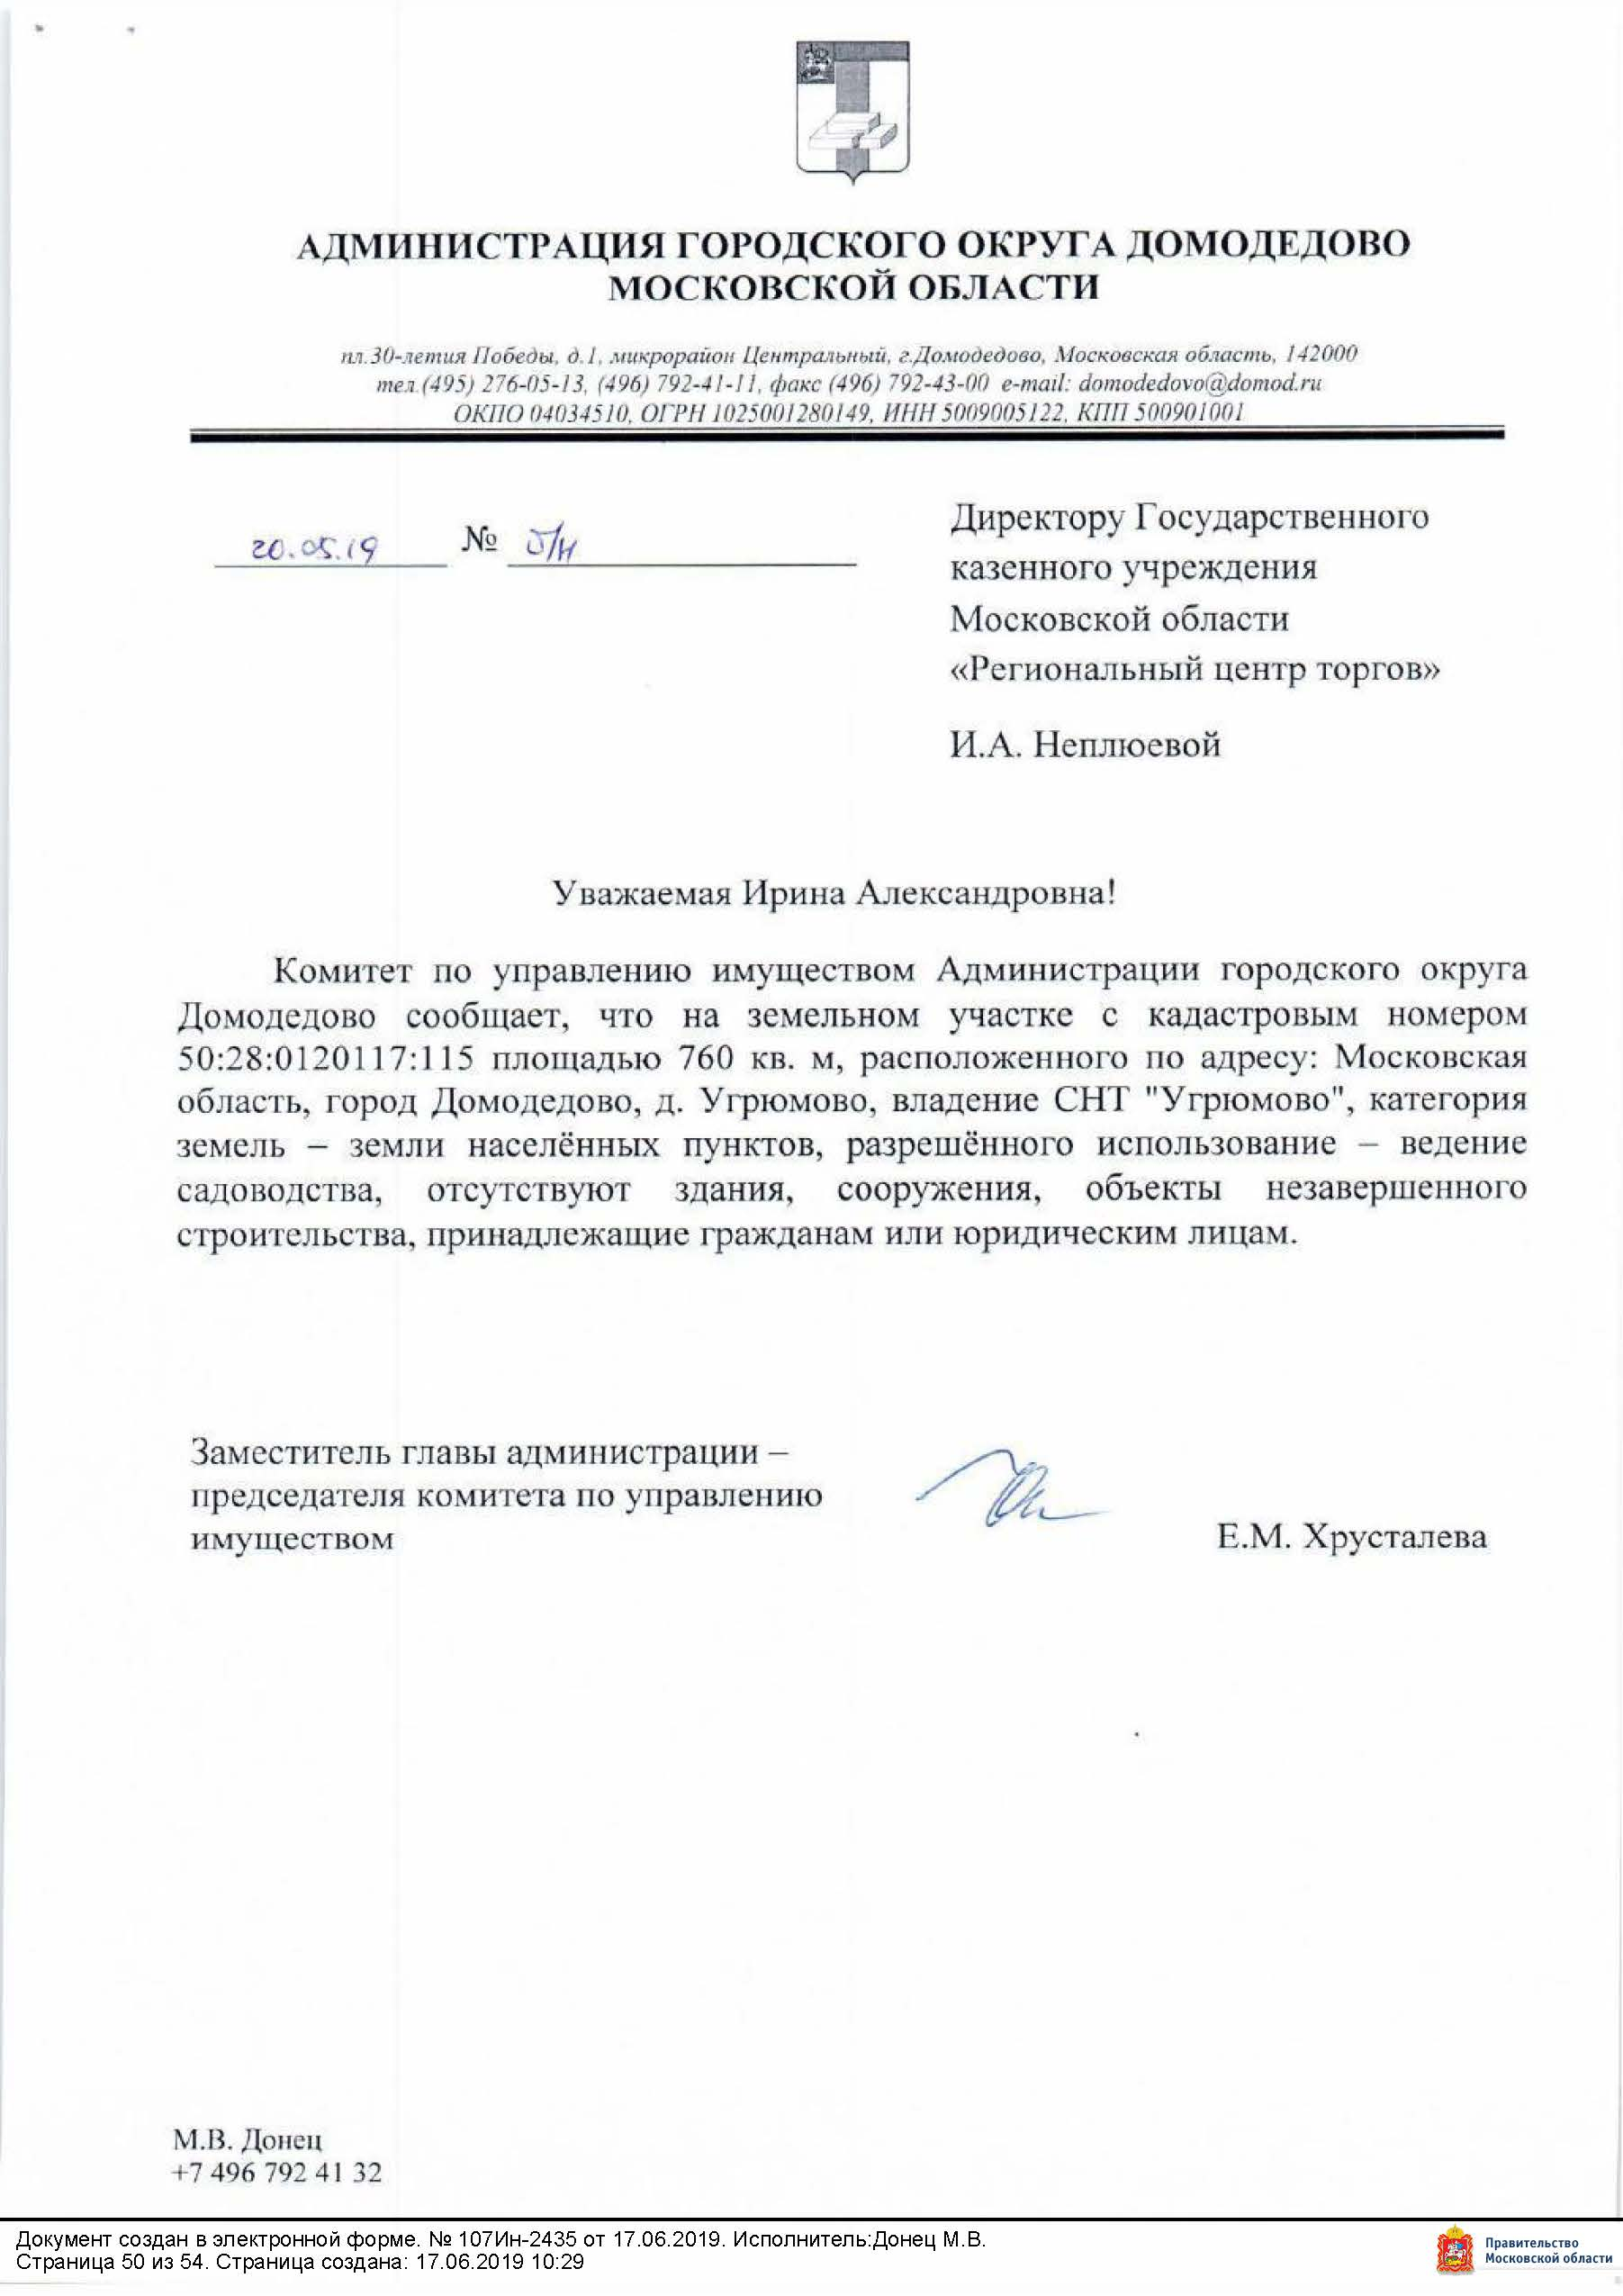 АДМИНИСТРАЦИЯ ГОРОДСКОГО ОКРУГА ДОМОДЕДОВО
МОСКОВСКОЙ ОБЛАСТИ
пл.30-летия Победы, д.1, микрорайон Центральный, г.Домодедово, Московская область, 142000
тел.(495) 276-05-13, (496) 792-41-11, факс (496) 792-43-00 e-mail: domodedovo@domod.ru
ОКПО 04034510, ОГРН 1025001280149, ИНН 5009005122, КПП 500901001
20.05.19 № б/н
Директору Государственного
казенного учреждения
Московской области
«Региональный центр торгов»
И.А. Неплюевой
Уважаемая Ирина Александровна!
Комитет по управлению имуществом Администрации городского округа
Домодедово сообщает, что на земельном участке с кадастровым номером
50:28:0120117:115 площадью 760 кв. м, расположенного по адресу: Московская
область, город Домодедово, д. Угрюмово, владение СНТ "Угрюмово", категория
земель – земли населённых пунктов, разрешённого использование – ведение
садоводства, отсутствуют здания, сооружения, объекты незавершенного
строительства, принадлежащие гражданам или юридическим лицам.
Заместитель главы администрации –
председателя комитета по управлению
имуществом
Е.М. Хрусталева
М.В. Донец
+7 496 792 41 32
Документ создан в электронной форме. № 107Ин-2435 от 17.06.2019. Исполнитель:Донец М.В.
Страница 50 из 54. Страница создана: 17.06.2019 10:29
Правительство
Московской области